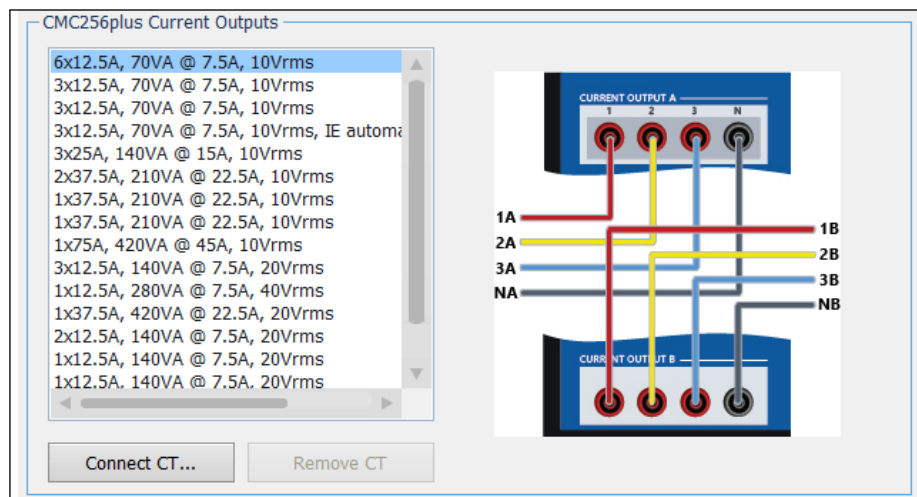 CMC256plus Current Outputs
6x12.5A, 70VA @ 7.5A, 10Vrms
3x12.5A, 70VA @ 7.5A, 10Vrms
3x12.5A, 70VA @ 7.5A, 10Vrms
3x12.5A, 70VA @ 7.5A, 10Vrms, IE automa
3x25A, 140VA @ 15A, 10Vrms
2x37.5A, 210VA @ 22.5A, 10Vrms
1x37.5A, 210VA @ 22.5A, 10Vrms
1x37.5A, 210VA @ 22.5A, 10Vrms
1x75A, 420VA @ 45A, 10Vrms
3x12.5A, 140VA @ 7.5A, 20Vrms
1x12.5A, 280VA @ 7.5A, 40Vrms
1x37.5A, 420VA @ 22.5A, 20Vrms
2x12.5A, 140VA @ 7.5A, 20Vrms
1x12.5A, 140VA @ 7.5A, 20Vrms
1x12.5A, 140VA @ 7.5A, 20Vrms
Connect CT...
Remove CT
CURRENT OUTPUT A
1 2 3 N
1A
2A
3A
NA
1B
2B
3B
NB
CURRENT OUTPUT B